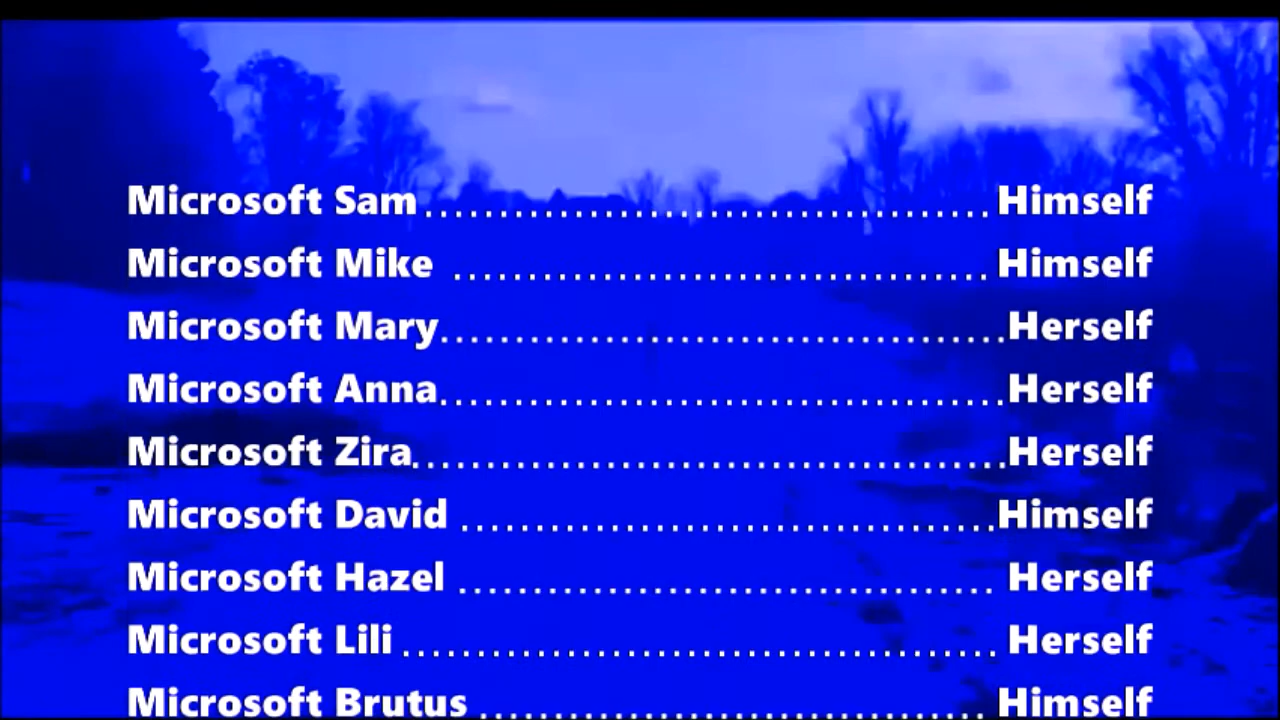 Microsoft Sam......................................Himself
Microsoft Mike ....................................Himself
Microsoft Mary......................................Herself
Microsoft Anna......................................Herself
Microsoft Zira........................................Herself
Microsoft David ....................................Himself
Microsoft Hazel ....................................Herself
Microsoft Lili ........................................Herself
Microsoft Brutus ..................................Himself